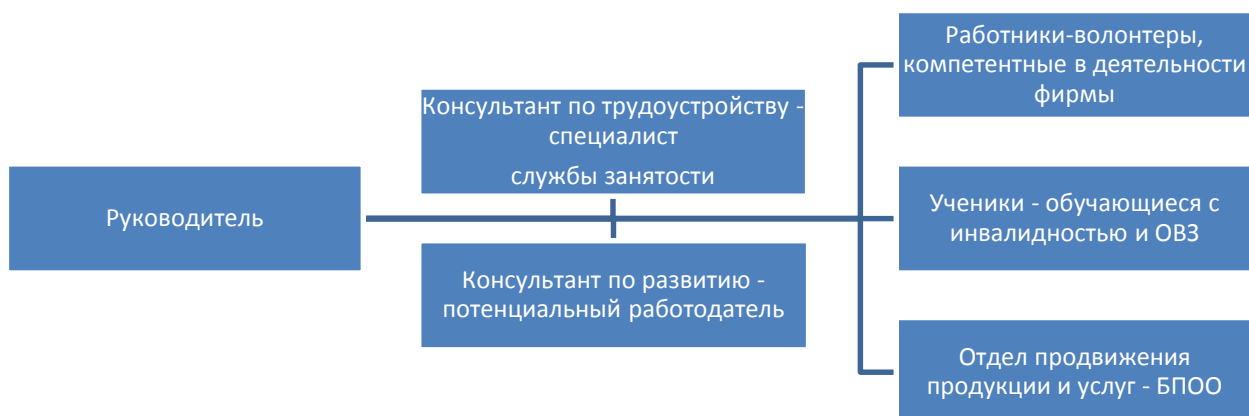 Руководитель
Консультант по трудоустройству -
специалист
службы занятости
Консультант по развитию -
потенциальный работодатель
Работники-волонтеры,
компетентные в деятельности
фирмы
Ученики - обучающиеся с
инвалидностью и ОВЗ
Отдел продвижения
продукции и услуг - БПОО